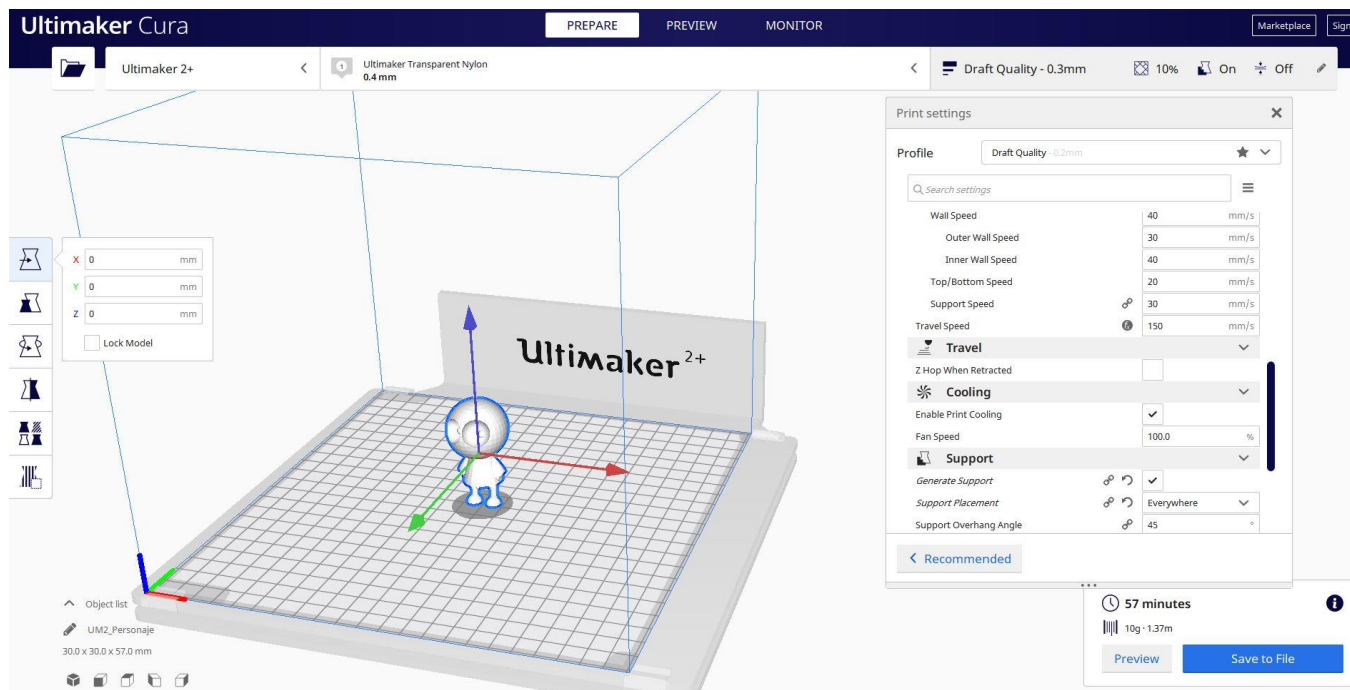 Ultimaker Cura
PREPARE
PREVIEW
MONITOR
Marketplace
Sign
Ultimaker 2+
1
Ultimaker Transparent Nylon
0.4 mm
Draft Quality - 0.3mm
10%
On
Off
Print settings
Profile
Draft Quality - 0.2mm
Search settings
Wall Speed 40 mm/s
Outer Wall Speed 30 mm/s
Inner Wall Speed 40 mm/s
Top/Bottom Speed 20 mm/s
Support Speed 30 mm/s
Travel Speed 150 mm/s
Travel
Z Hop When Retracted
Cooling
Enable Print Cooling
Fan Speed 100.0 %
Support
Generate Support
Support Placement Everywhere
Support Overhang Angle 45 °
Recommended
X 0 mm
Y 0 mm
Z 0 mm
Lock Model
Ultimaker 2+
Object list
UM2_Personaje
30.0 x 30.0 x 57.0 mm
57 minutes
10g · 1.37m
Preview
Save to File